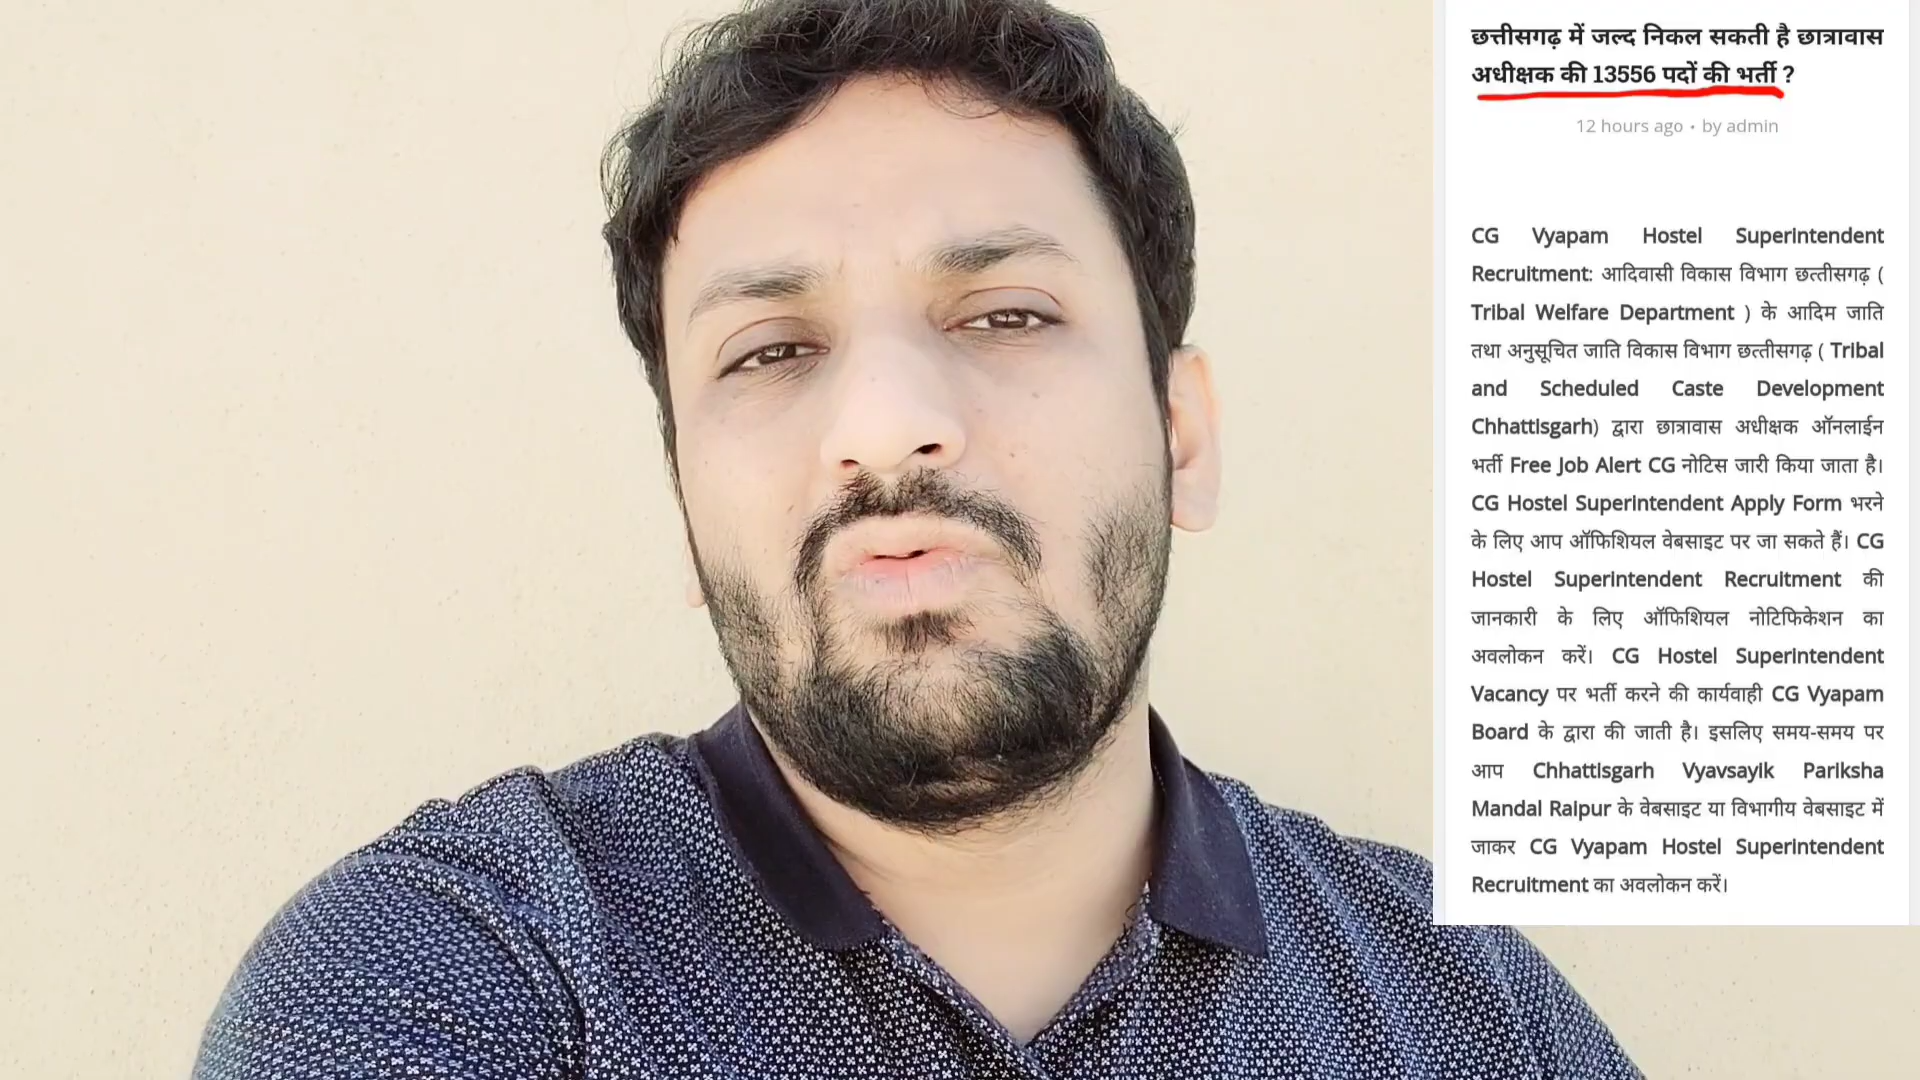 छत्तीसगढ़ में जल्द निकल सकती है छात्रावास
अधीक्षक की 13556 पदों की भर्ती ?
12 hours ago • by admin
CG Vyapam Hostel Superintendent
Recruitment: आदिवासी विकास विभाग छत्तीसगढ़ (
Tribal Welfare Department ) के आदिम जाति
तथा अनुसूचित जाति विकास विभाग छत्तीसगढ़ ( Tribal
and Scheduled Caste Development
Chhattisgarh) द्वारा छात्रावास अधीक्षक ऑनलाईन
भर्ती Free Job Alert CG नोटिस जारी किया जाता है।
CG Hostel Superintendent Apply Form भरने
के लिए आप ऑफिशियल वेबसाइट पर जा सकते हैं। CG
Hostel Superintendent Recruitment की
जानकारी के लिए ऑफिशियल नोटिफिकेशन का
अवलोकन करें। CG Hostel Superintendent
Vacancy पर भर्ती करने की कार्यवाही CG Vyapam
Board के द्वारा की जाती है। इसलिए समय-समय पर
आप Chhattisgarh Vyavsayik Pariksha
Mandal Raipur के वेबसाइट या विभागीय वेबसाइट में
जाकर CG Vyapam Hostel Superintendent
Recruitment का अवलोकन करें।